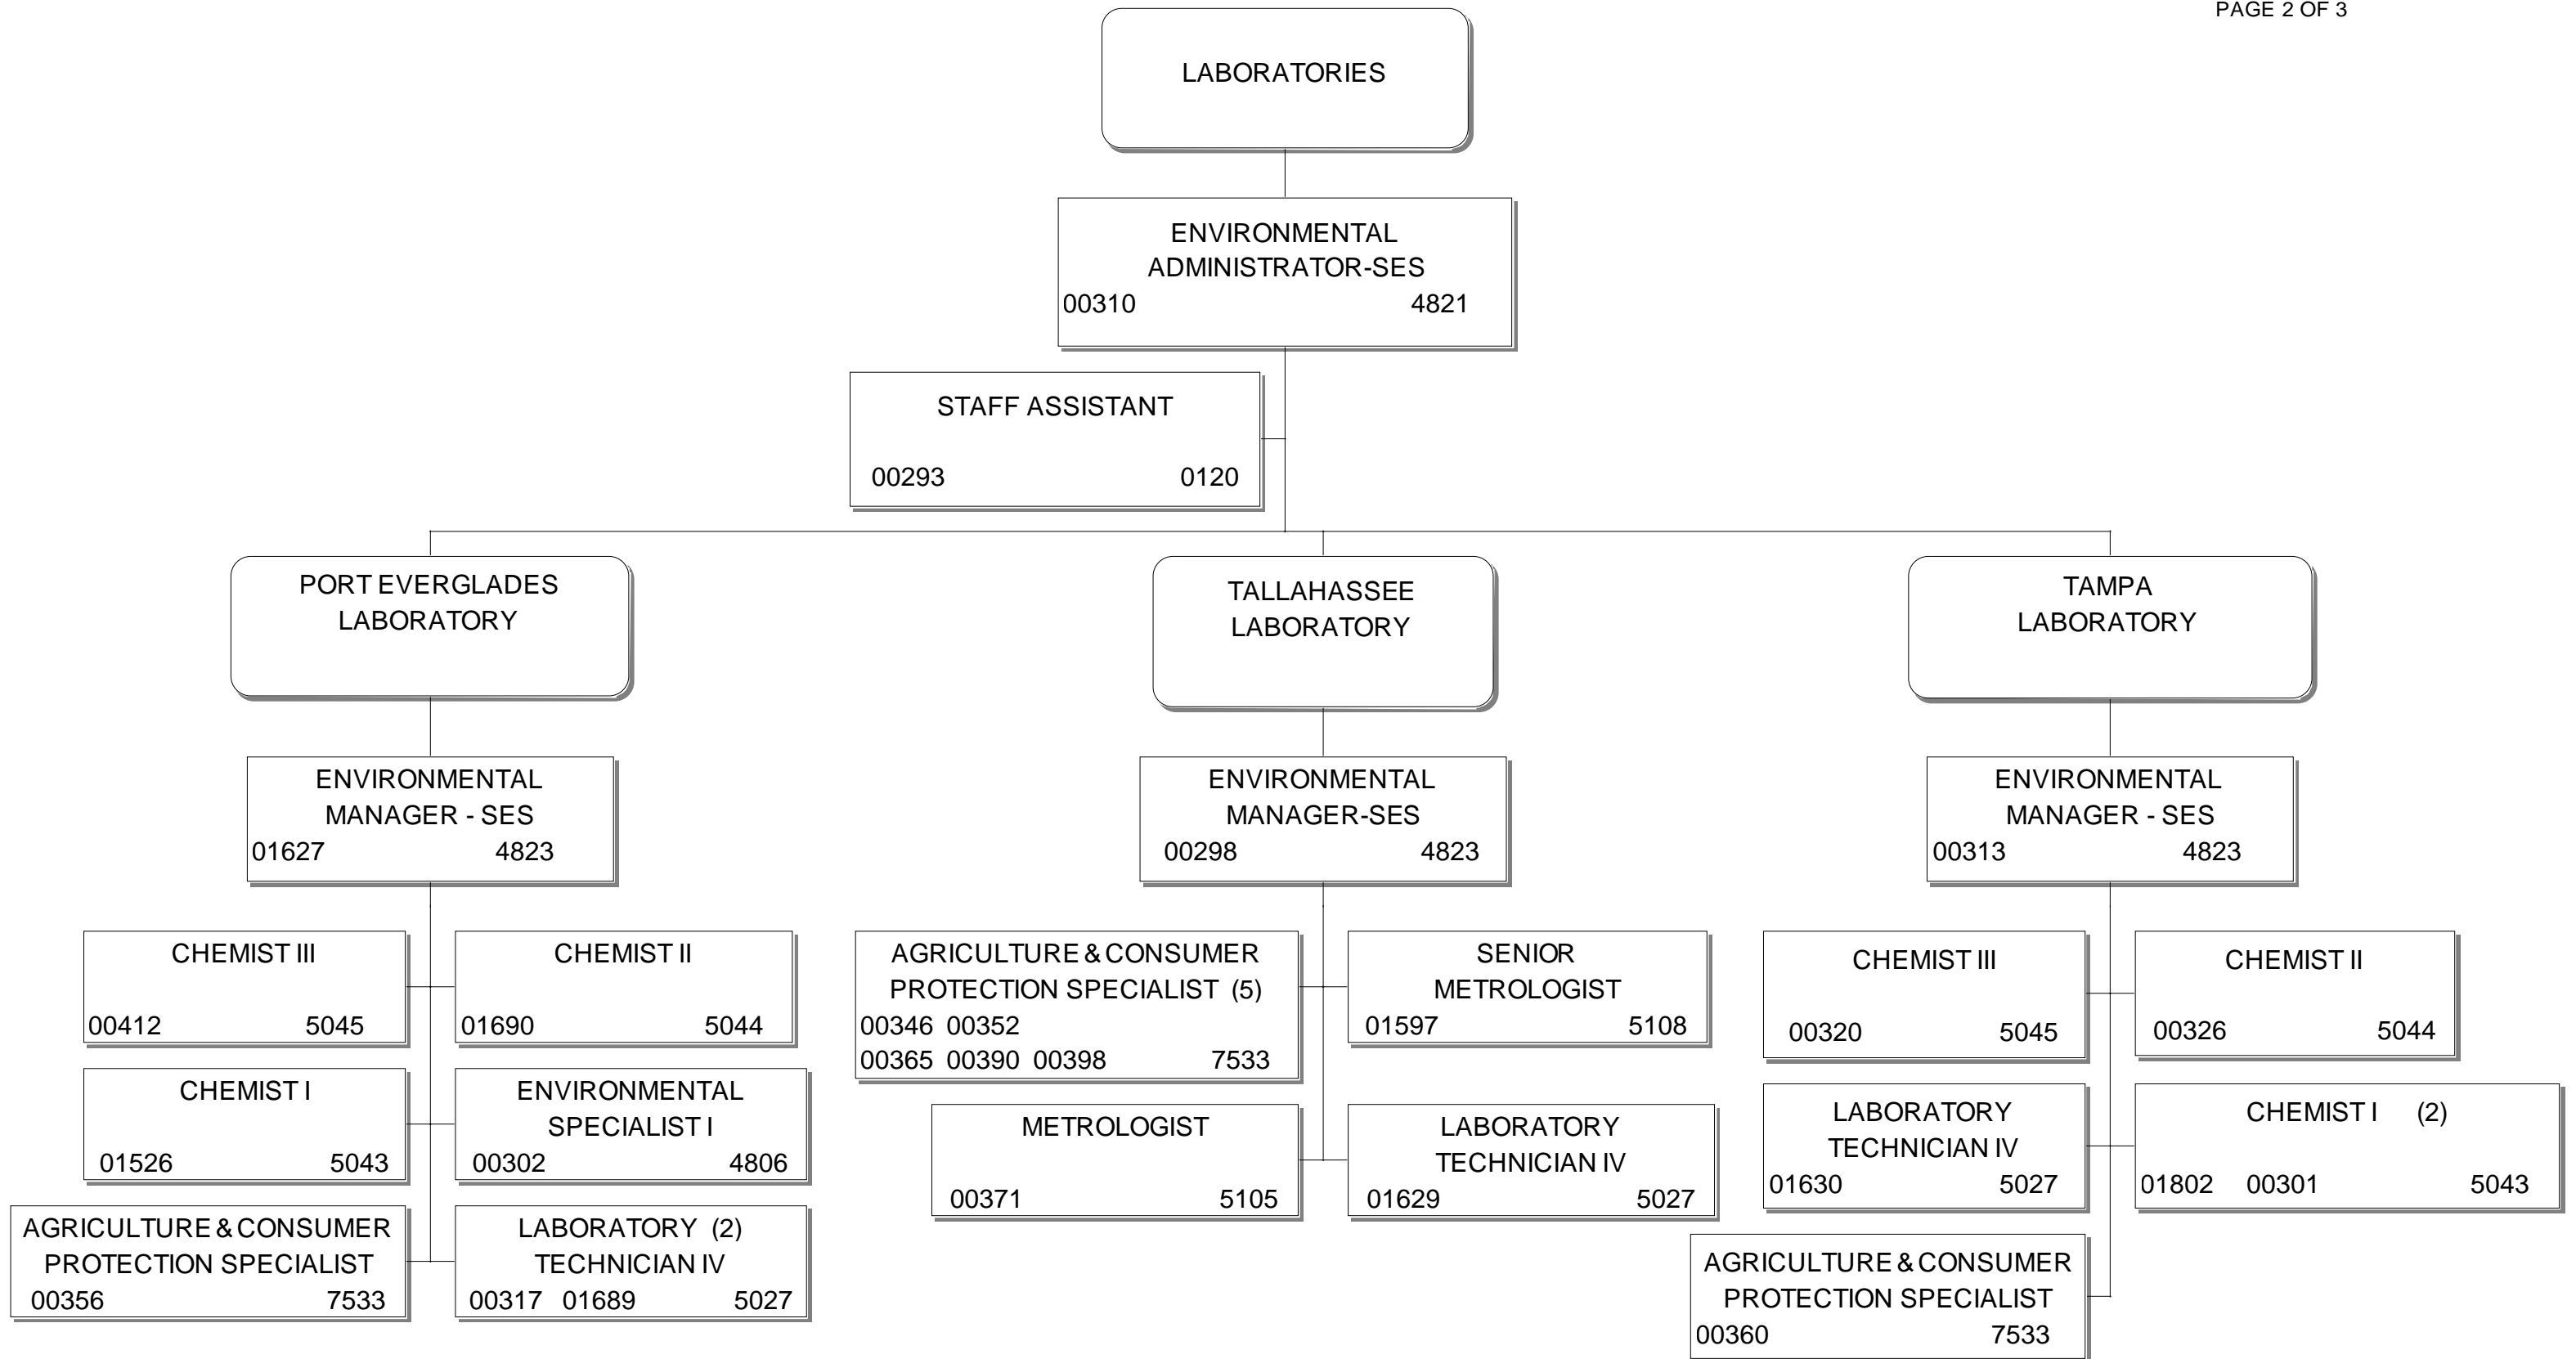 PAGE 2 OF 3
LABORATORIES
ENVIRONMENTAL
ADMINISTRATOR-SES
00310 4821
STAFF ASSISTANT
00293 0120
PORT EVERGLADES
LABORATORY
TALLAHASSEE
LABORATORY
TAMPA
LABORATORY
ENVIRONMENTAL
MANAGER - SES
01627 4823
ENVIRONMENTAL
MANAGER-SES
00298 4823
ENVIRONMENTAL
MANAGER - SES
00313 4823
CHEMIST III
00412 5045
CHEMIST II
01690 5044
CHEMIST I
01526 5043
ENVIRONMENTAL
SPECIALIST I
00302 4806
AGRICULTURE & CONSUMER
PROTECTION SPECIALIST
00356 7533
LABORATORY (2)
TECHNICIAN IV
00317 01689 5027
AGRICULTURE & CONSUMER
PROTECTION SPECIALIST (5)
00346 00352
00365 00390 00398 7533
SENIOR
METROLOGIST
01597 5108
METROLOGIST
00371 5105
LABORATORY
TECHNICIAN IV
01629 5027
CHEMIST III
00320 5045
CHEMIST II
00326 5044
LABORATORY
TECHNICIAN IV
01630 5027
CHEMIST I (2)
01802 00301 5043
AGRICULTURE & CONSUMER
PROTECTION SPECIALIST
00360 7533